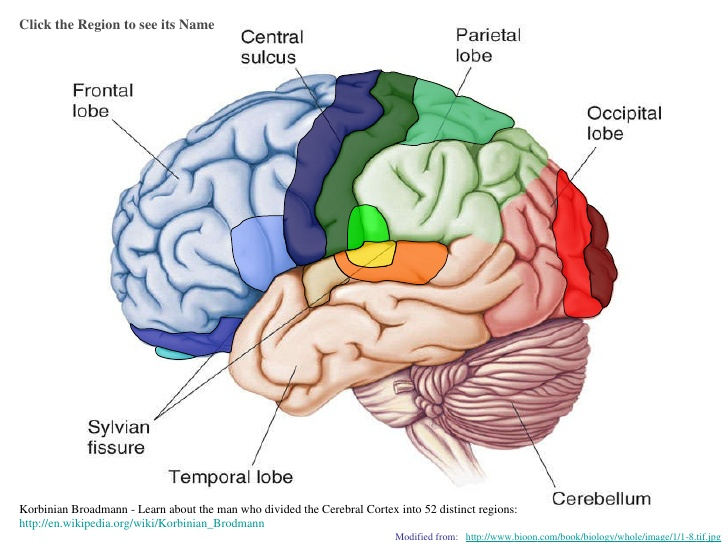 Click the Region to see its Name
Central
sulcus
Parietal
lobe
Frontal
lobe
Occipital
lobe
Sylvian
fissure
Temporal lobe
Cerebellum
Korbinian Broadmann - Learn about the man who divided the Cerebral Cortex into 52 distinct regions:
http://en.wikipedia.org/wiki/Korbinian_Brodmann
Modified from: http://www.bioon.com/book/biology/whole/image/1/1-8.tif.jpg